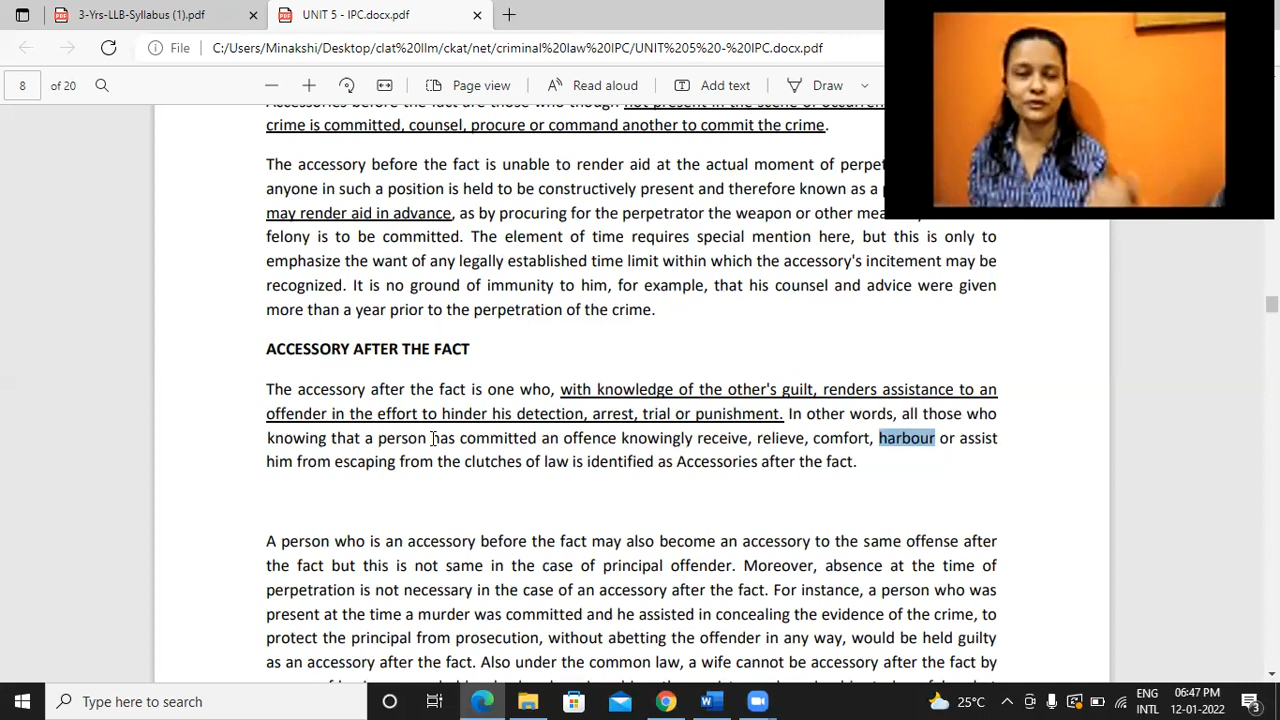 3-Yrs-LLB-Syllabus (1).pdf
UNIT 5 - IPC.docx.pdf
File
C:/Users/Minakshi/Desktop/clat%20llm/ckat/net/criminal%20law%20IPC/UNIT%205%20-%20IPC.docx.pdf
8 of 20
Page view
Read aloud
Add text
Draw
Accessories before the fact are those who though not present in the scene of occurren
crime is committed, counsel, procure or command another to commit the crime.
The accessory before the fact is unable to render aid at the actual moment of perpet
anyone in such a position is held to be constructively present and therefore known as a
may render aid in advance, as by procuring for the perpetrator the weapon or other mea
felony is to be committed. The element of time requires special mention here, but this is only to
emphasize the want of any legally established time limit within which the accessory's incitement may be
recognized. It is no ground of immunity to him, for example, that his counsel and advice were given
more than a year prior to the perpetration of the crime.
ACCESSORY AFTER THE FACT
The accessory after the fact is one who, with knowledge of the other's guilt, renders assistance to an
offender in the effort to hinder his detection, arrest, trial or punishment. In other words, all those who
knowing that a person has committed an offence knowingly receive, relieve, comfort, harbour or assist
him from escaping from the clutches of law is identified as Accessories after the fact.
A person who is an accessory before the fact may also become an accessory to the same offense after
the fact but this is not same in the case of principal offender. Moreover, absence at the time of
perpetration is not necessary in the case of an accessory after the fact. For instance, a person who was
present at the time a murder was committed and he assisted in concealing the evidence of the crime, to
protect the principal from prosecution, without abetting the offender in any way, would be held guilty
as an accessory after the fact. Also under the common law, a wife cannot be accessory after the fact by
Type here to search
25°C
ENG
INTL
06:47 PM
12-01-2022
3